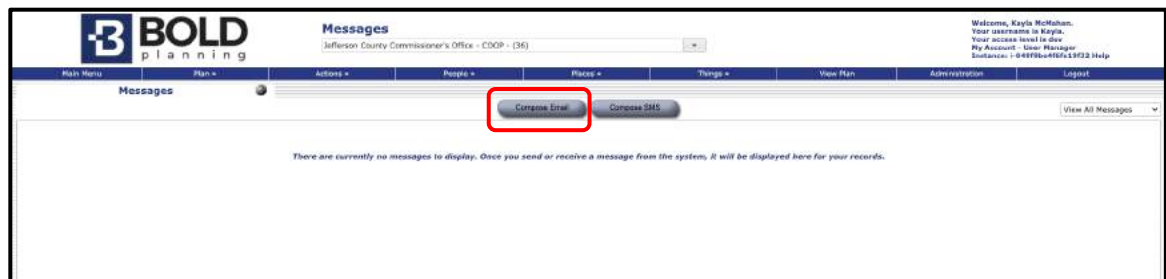 BOLD
planning
Messages
Jefferson County Commissioner's Office - COOP - (36)
Welcome, Kayla McMahan.
Your username is Kayla.
Your access level is dev
My Account - User Manager
Help
Main Menu
Plan
Actions
People
Places
Things
View Plan
Administration
Logout
Messages
Compose Email
Compose SMS
View All Messages
There are currently no messages to display. Once you send or receive a message from the system, it will be displayed here for your records.